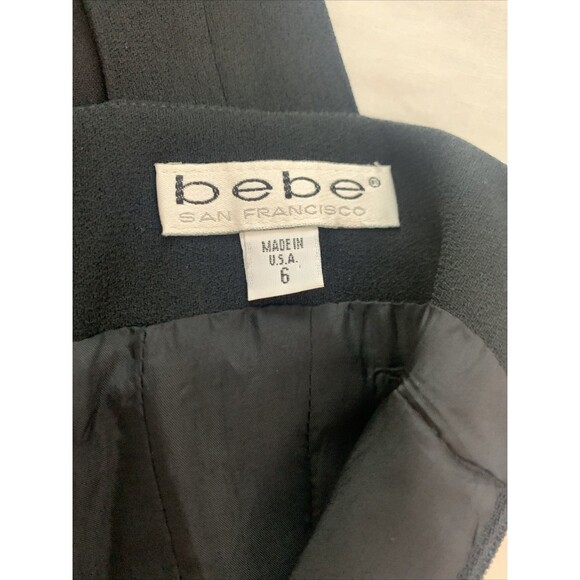 bebe®
SAN FRANCISCO
MADE IN
U.S.A.
6